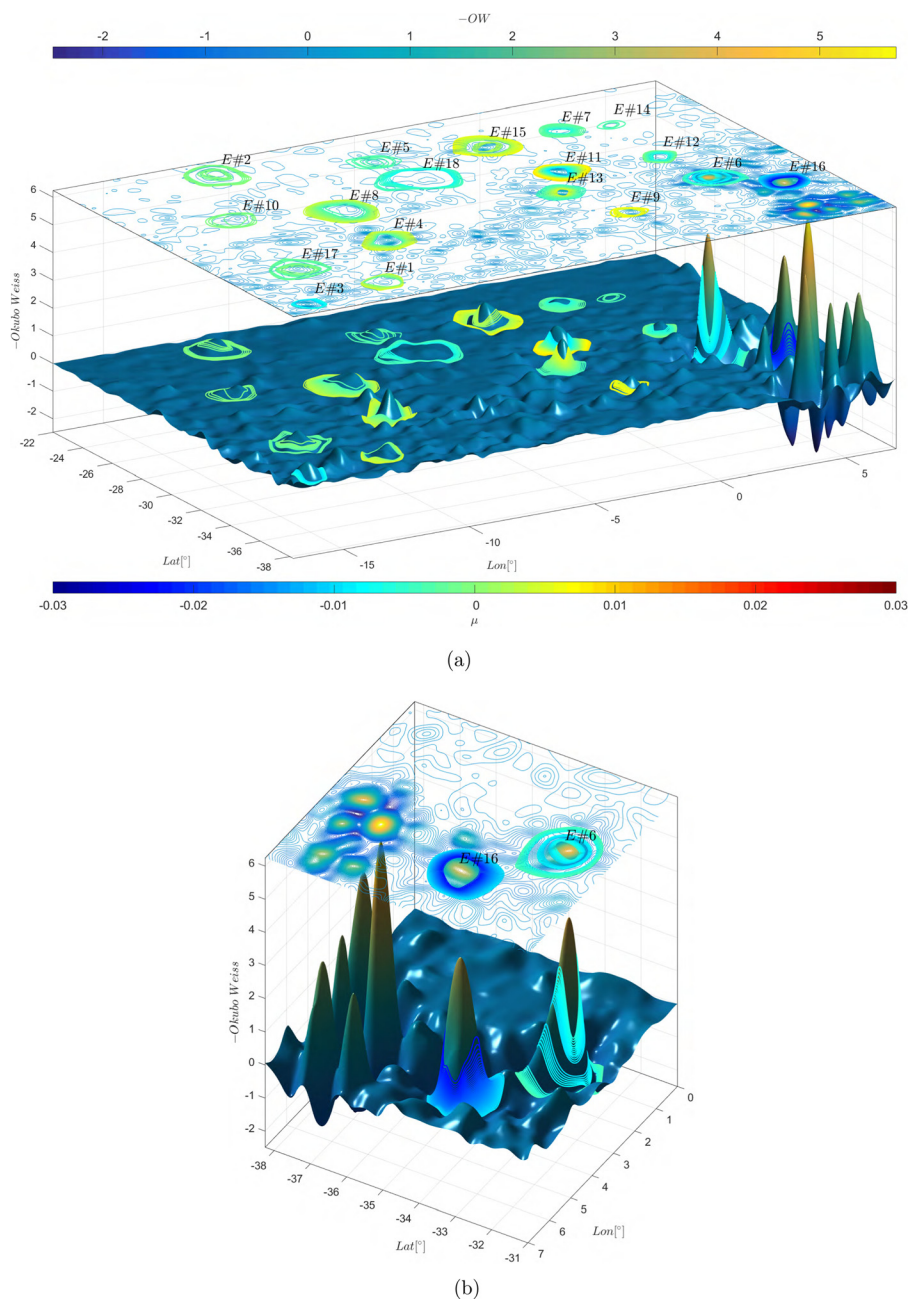 −OW
-2 -1 0 1 2 3 4 5
E#14
E#7
E#15
E#12
E#5
E#2
E#11
E#18
E#6
E#16
E#13
E#8
E#9
E#10
E#4
E#17
E#1
E#3
6
5
4
3
2
1
0
-1
-2
−Okubo Weiss
-22
-24
-26
-28
-30
-32
-34
-36
-38
Lat[°]
-15
-10
-5
0
5
Lon[°]
-0.03 -0.02 -0.01 0 0.01 0.02 0.03
μ
(a)
E#6
E#16
6
5
4
3
2
1
0
-1
-2
−Okubo Weiss
-38
-37
-36
-35
-34
-33
-32
-31
Lat[°]
0
1
2
3
4
5
6
7
Lon[°]
(b)